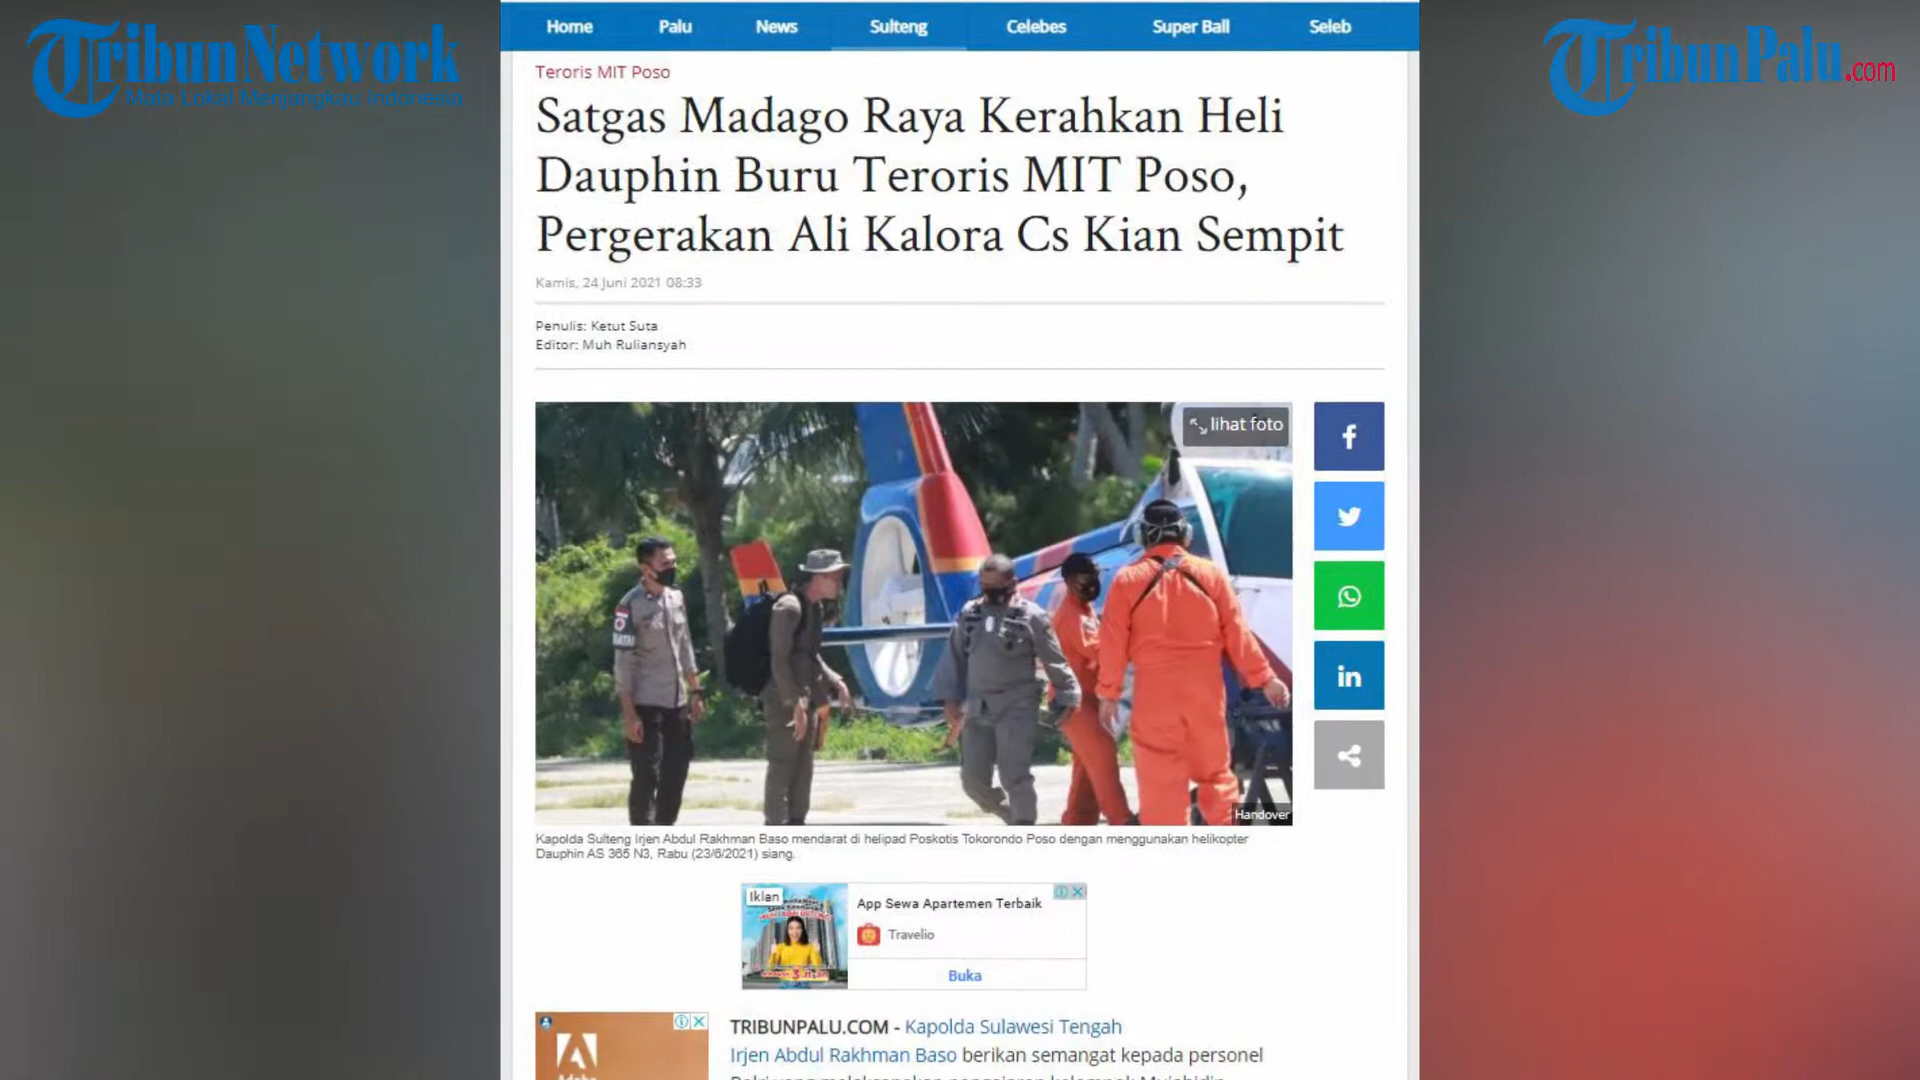 TribunNetwork
Mata Lokal Menjangkau Indonesia
TribunPalu.com
Home Palu News Sulteng Celebes Super Ball Seleb
Teroris MIT Poso
Satgas Madago Raya Kerahkan Heli
Dauphin Buru Teroris MIT Poso,
Pergerakan Ali Kalora Cs Kian Sempit
Kamis, 24 Juni 2021 08:33
Penulis: Ketut Suta
Editor: Muh Ruliansyah
lihat foto
Handover
Kapolda Sulteng Irjen Abdul Rakhman Baso mendarat di helipad Poskotis Tokorondo Poso dengan menggunakan helikopter
Dauphin AS 365 N3, Rabu (23/6/2021) siang.
Iklan
App Sewa Apartemen Terbaik
Travelio
Buka
TRIBUNPALU.COM - Kapolda Sulawesi Tengah
Irjen Abdul Rakhman Baso berikan semangat kepada personel